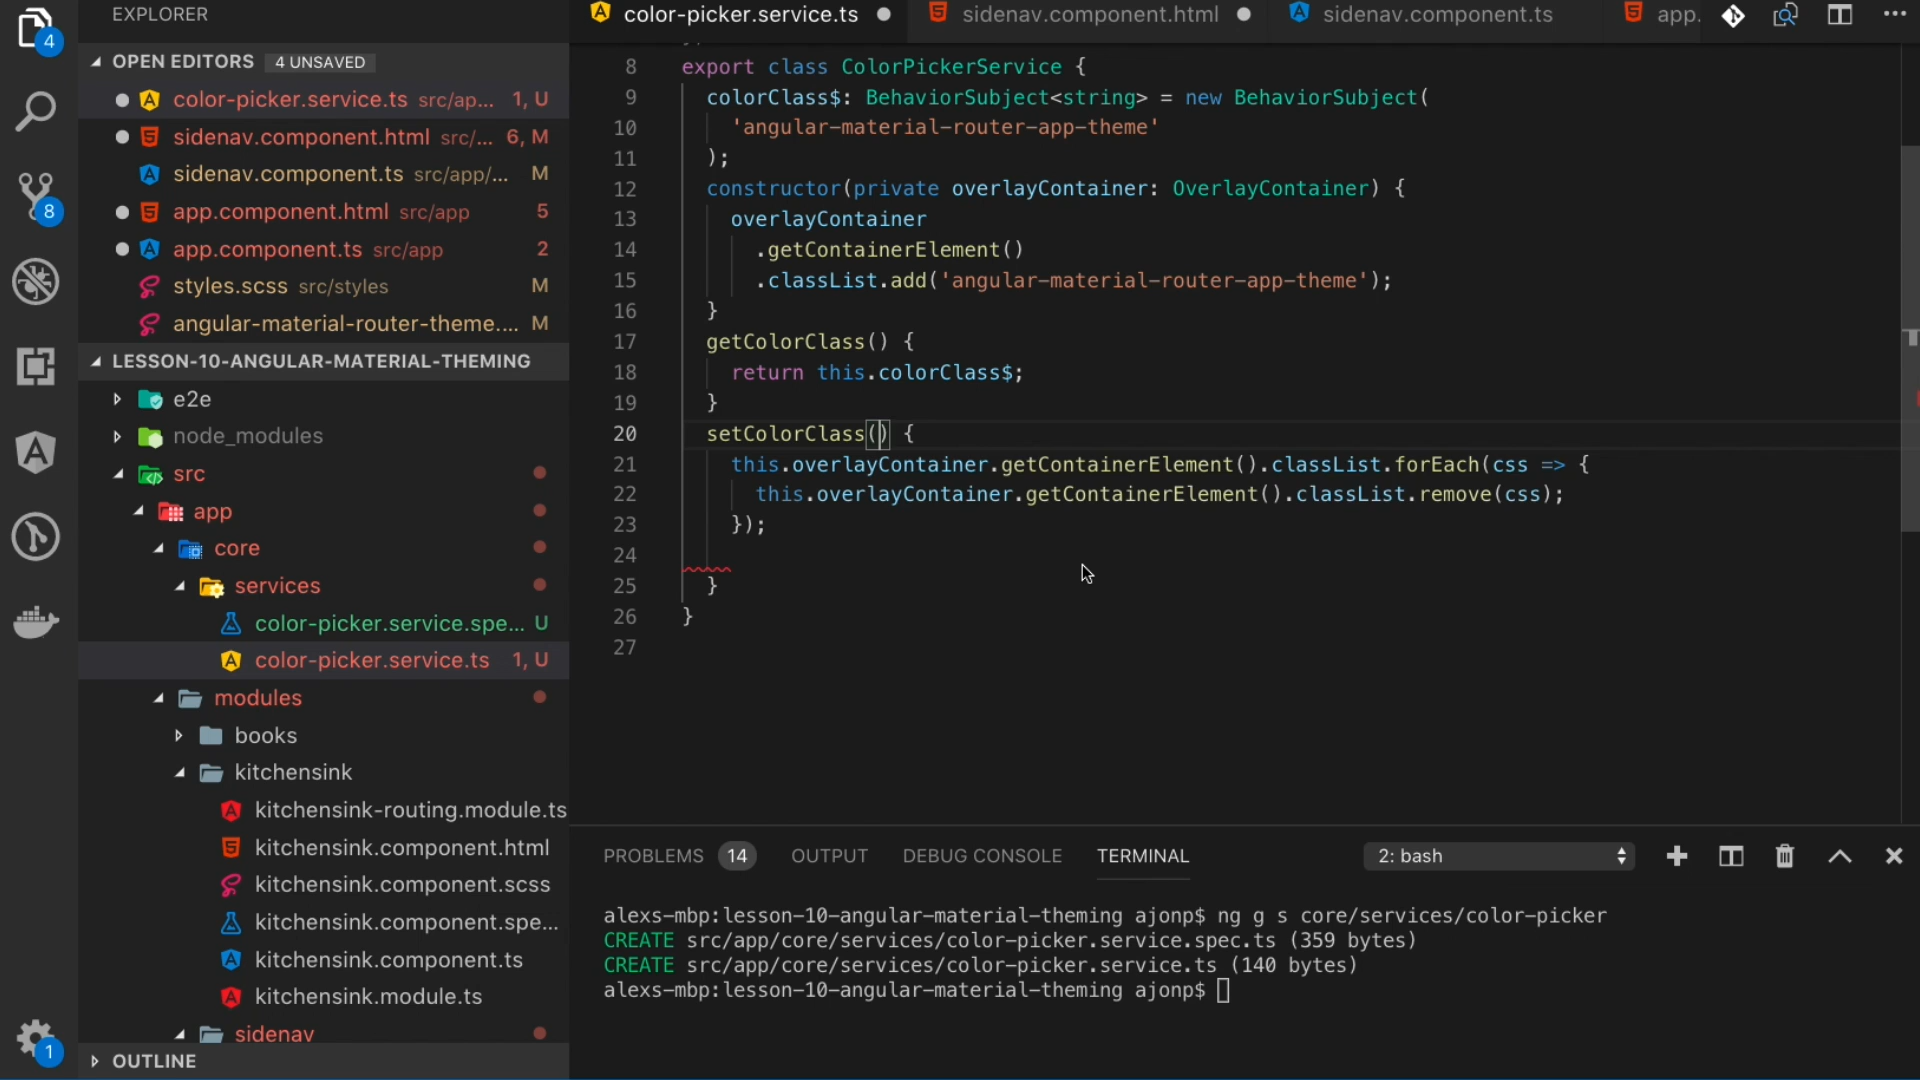 EXPLORER
color-picker.service.ts
sidenav.component.html
sidenav.component.ts
app.
4
OPEN EDITORS 4 UNSAVED
color-picker.service.ts src/ap... 1, U
sidenav.component.html src/... 6, M
sidenav.component.ts src/app/... M
app.component.html src/app 5
app.component.ts src/app 2
styles.scss src/styles M
angular-material-router-theme.... M
8
LESSON-10-ANGULAR-MATERIAL-THEMING
e2e
node_modules
src
app
core
services
color-picker.service.spe... U
color-picker.service.ts 1, U
modules
books
kitchensink
kitchensink-routing.module.ts
kitchensink.component.html
kitchensink.component.scss
kitchensink.component.spe...
kitchensink.component.ts
kitchensink.module.ts
sidenav
1
OUTLINE
8 export class ColorPickerService {
9 colorClass$: BehaviorSubject<string> = new BehaviorSubject(
10 'angular-material-router-app-theme'
11 );
12 constructor(private overlayContainer: OverlayContainer) {
13 overlayContainer
14 .getContainerElement()
15 .classList.add('angular-material-router-app-theme');
16 }
17 getColorClass() {
18 return this.colorClass$;
19 }
20 setColorClass() {
21 this.overlayContainer.getContainerElement().classList.forEach(css => {
22 this.overlayContainer.getContainerElement().classList.remove(css);
23 });
24
25 }
26 }
27
PROBLEMS 14 OUTPUT DEBUG CONSOLE TERMINAL 2: bash
alexs-mbp:lesson-10-angular-material-theming ajonp$ ng g s core/services/color-picker
CREATE src/app/core/services/color-picker.service.spec.ts (359 bytes)
CREATE src/app/core/services/color-picker.service.ts (140 bytes)
alexs-mbp:lesson-10-angular-material-theming ajonp$